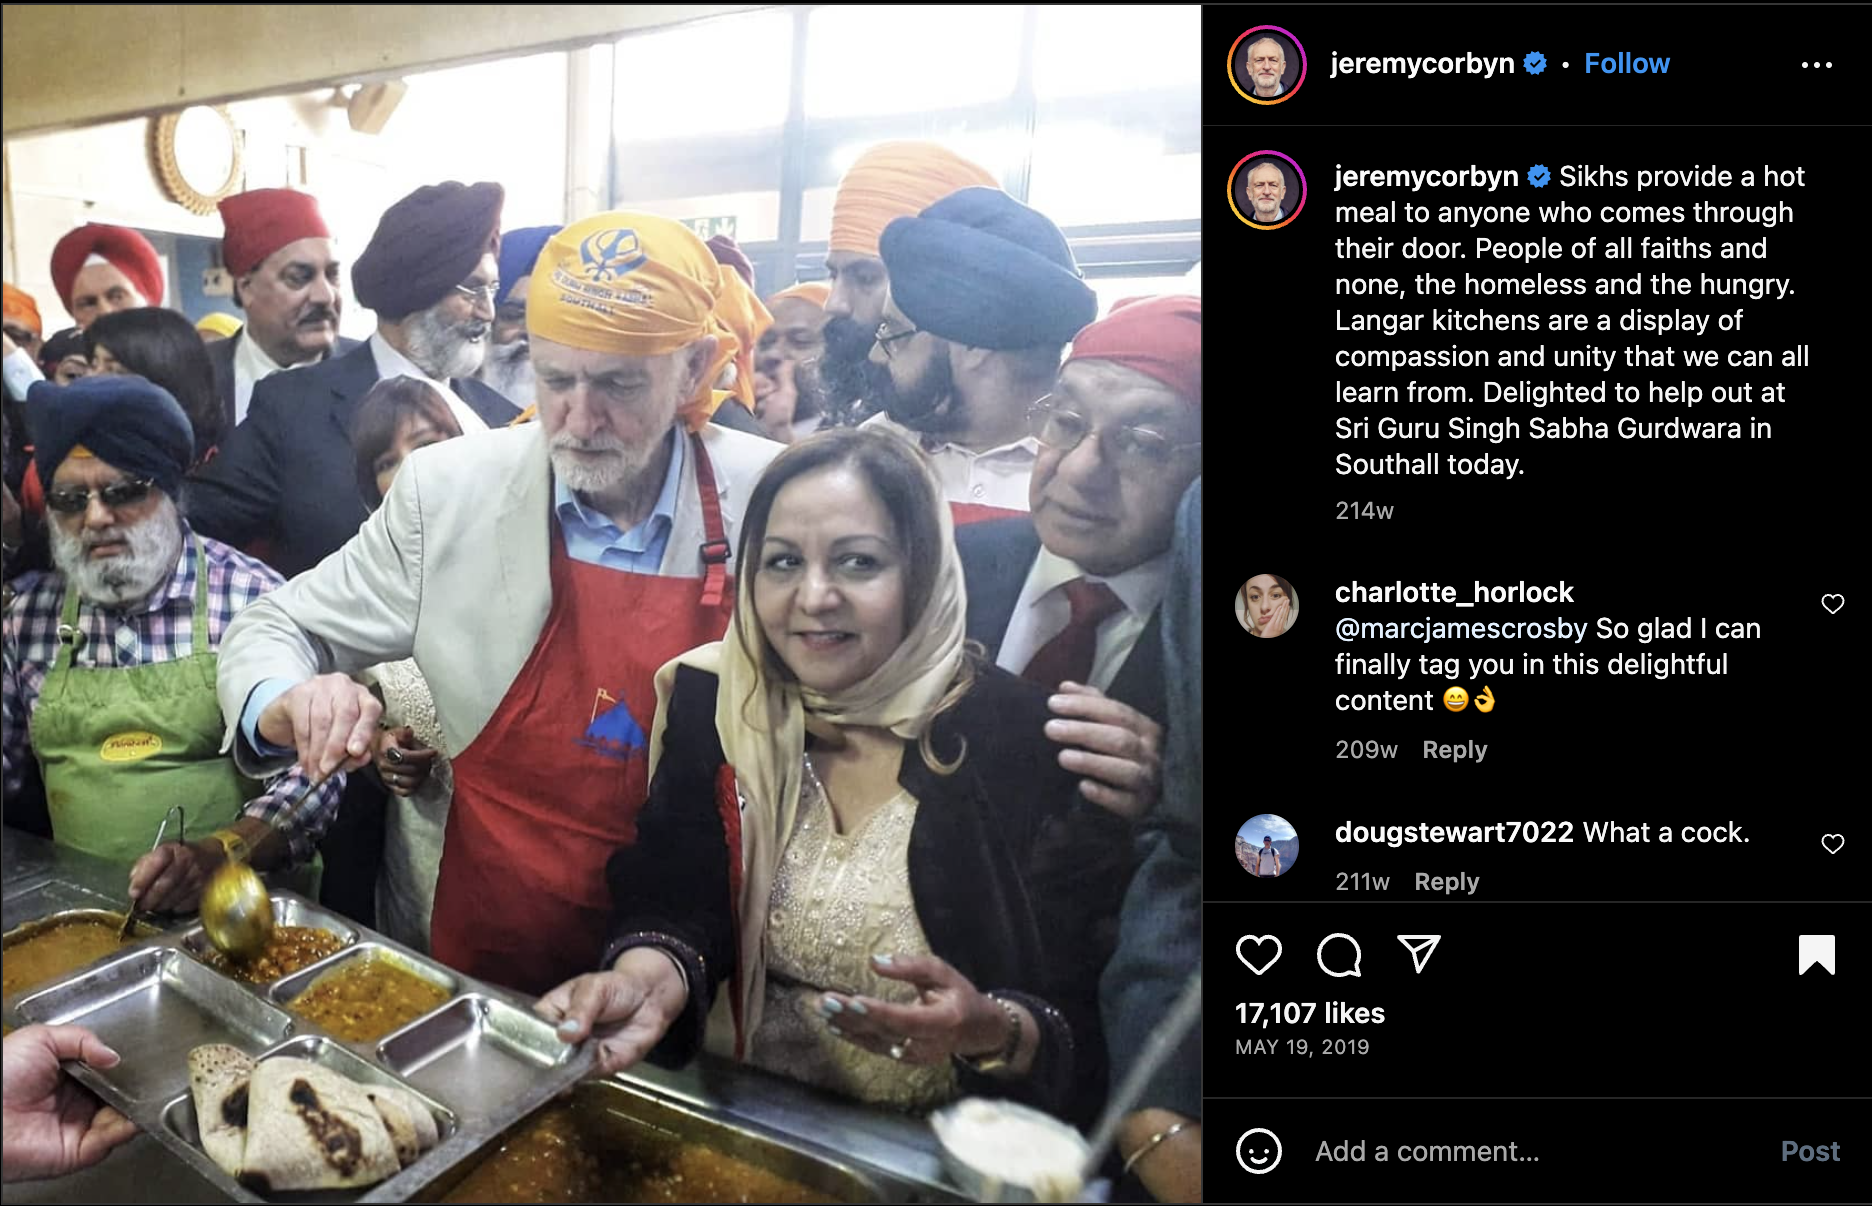 SOUTHALL
jeremycorbyn • Follow
jeremycorbyn Sikhs provide a hot
meal to anyone who comes through
their door. People of all faiths and
none, the homeless and the hungry.
Langar kitchens are a display of
compassion and unity that we can all
learn from. Delighted to help out at
Sri Guru Singh Sabha Gurdwara in
Southall today.
214w
charlotte_horlock
@marcjamescrosby So glad I can
finally tag you in this delightful
content 😄👌
209w Reply
dougstewart7022 What a cock.
211w Reply
17,107 likes
MAY 19, 2019
Add a comment...
Post